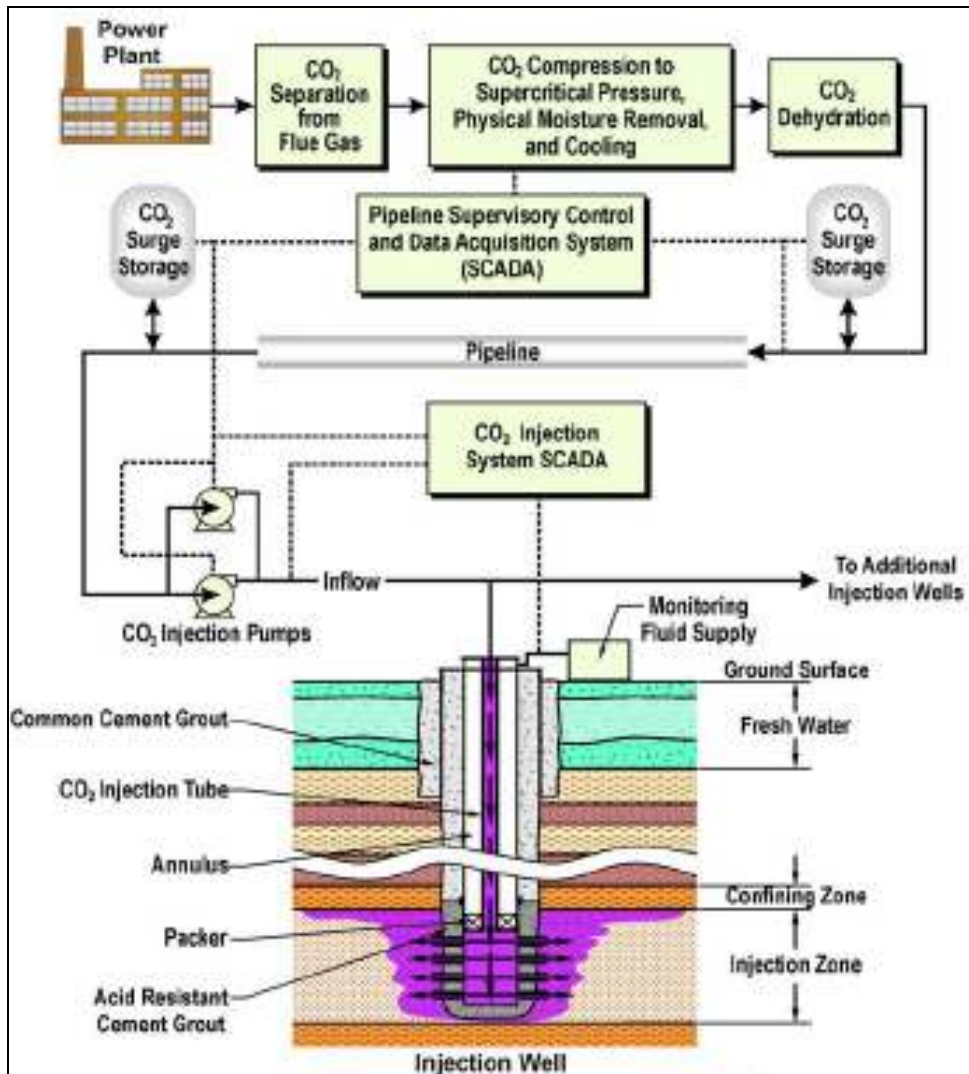 Power
Plant
CO₂
Separation
from
Flue Gas
CO₂ Compression to
Supercritical Pressure,
Physical Moisture Removal,
and Cooling
CO₂
Dehydration
CO₂
Surge
Storage
Pipeline Supervisory Control
and Data Acquisition System
(SCADA)
CO₂
Surge
Storage
Pipeline
CO₂ Injection
System SCADA
Inflow
To Additional
Injection Wells
CO₂ Injection Pumps
Monitoring
Fluid Supply
Ground Surface
Common Cement Grout
Fresh Water
CO₂ Injection Tube
Annulus
Confining Zone
Packer
Injection Zone
Acid Resistant
Cement Grout
Injection Well